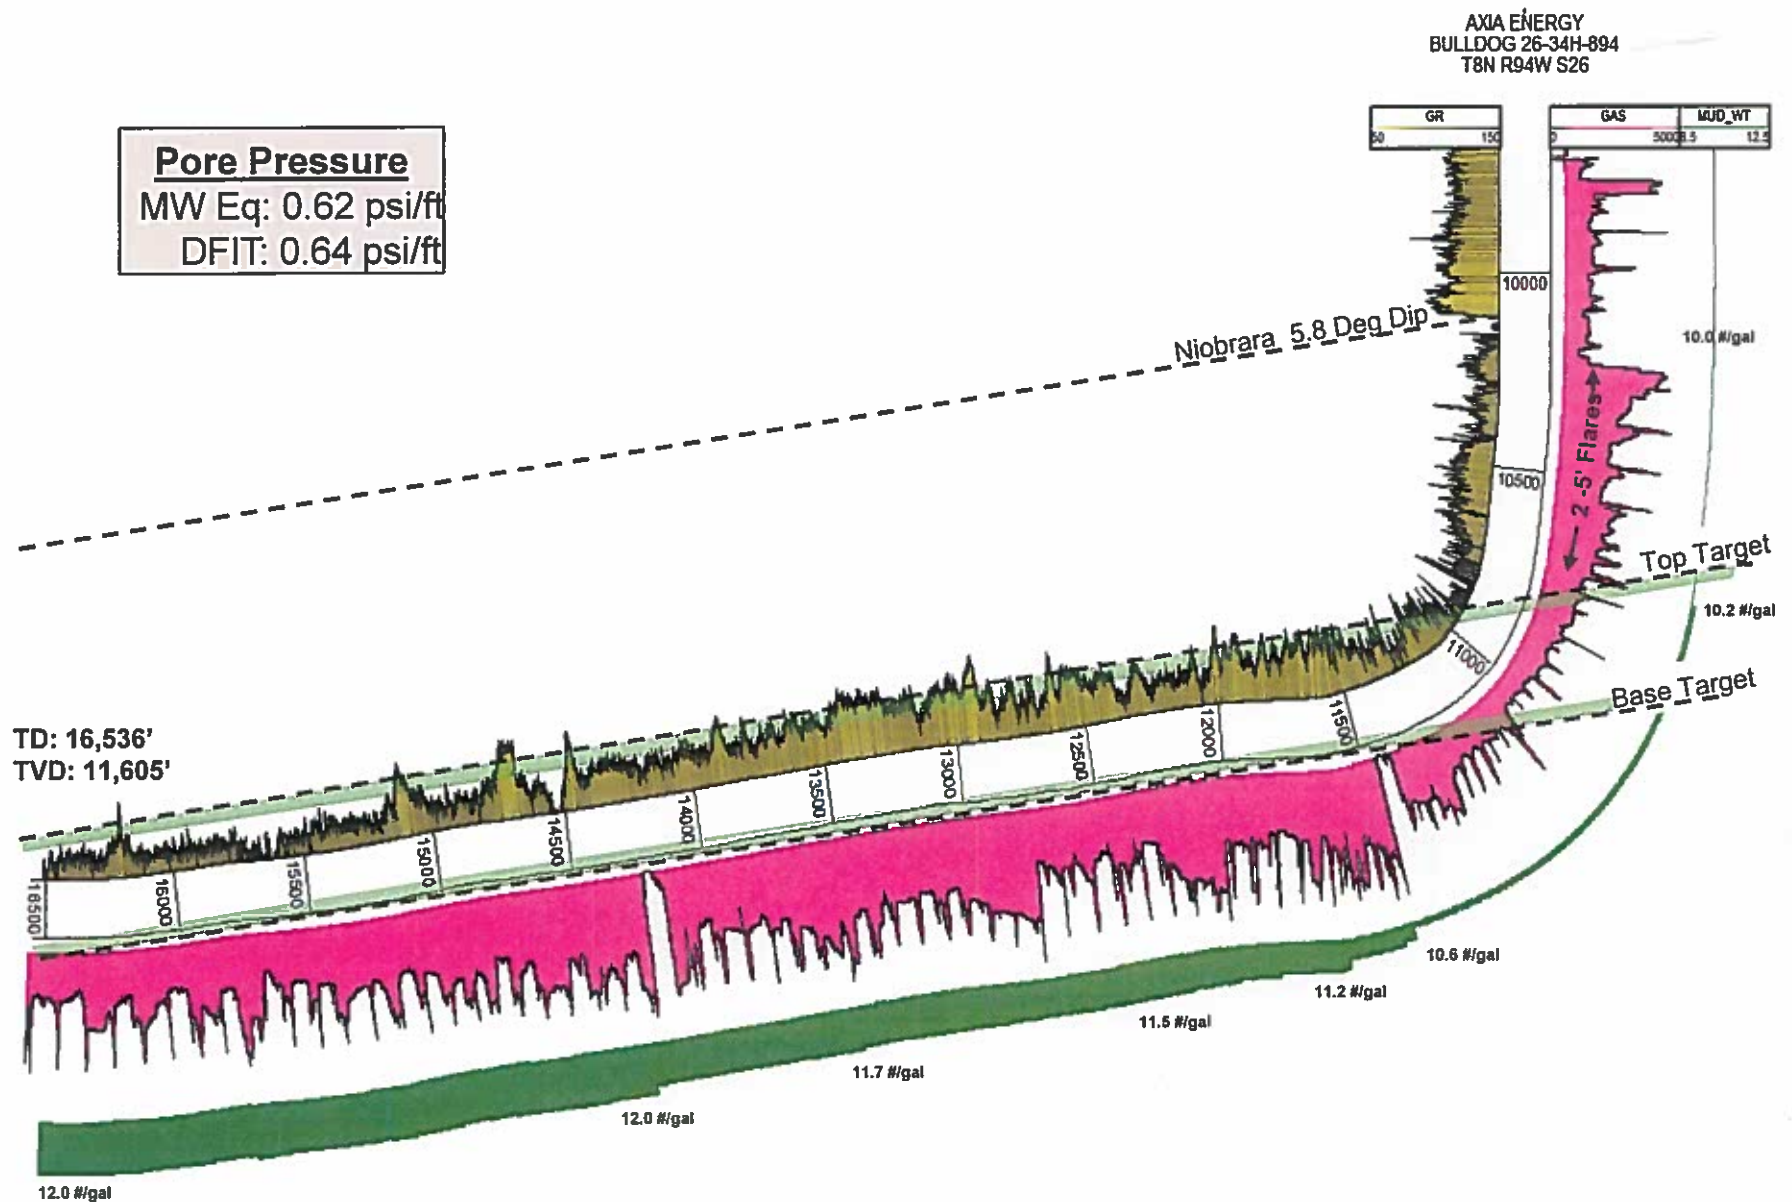 AXIA ENERGY
BULLDOG 26-34H-894
T8N R94W S26
GR
50 150
GAS
0 5000
MUD_WT
8.5 12.5
Pore Pressure
MW Eq: 0.62 psi/ft
DFIT: 0.64 psi/ft
10000
Niobrara 5.8 Deg Dip
10.0 #/gal
2 -5' Flares
10500
Top Target
10.2 #/gal
11000
Base Target
TD: 16,536'
TVD: 11,605'
11500
12000
12500
13000
13500
14000
14500
15000
15500
16000
16500
10.6 #/gal
11.2 #/gal
11.5 #/gal
11.7 #/gal
12.0 #/gal
12.0 #/gal